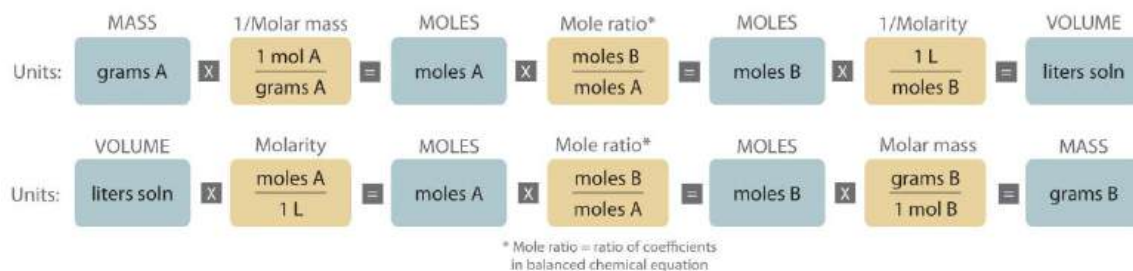 MASS 1/Molar mass MOLES Mole ratio* MOLES 1/Molarity VOLUME
Units: grams A X 1 mol A / grams A = moles A X moles B / moles A = moles B X 1 L / moles B = liters soln
VOLUME Molarity MOLES Mole ratio* MOLES Molar mass MASS
Units: liters soln X moles A / 1 L = moles A X moles B / moles A = moles B X grams B / 1 mol B = grams B
* Mole ratio = ratio of coefficients
in balanced chemical equation